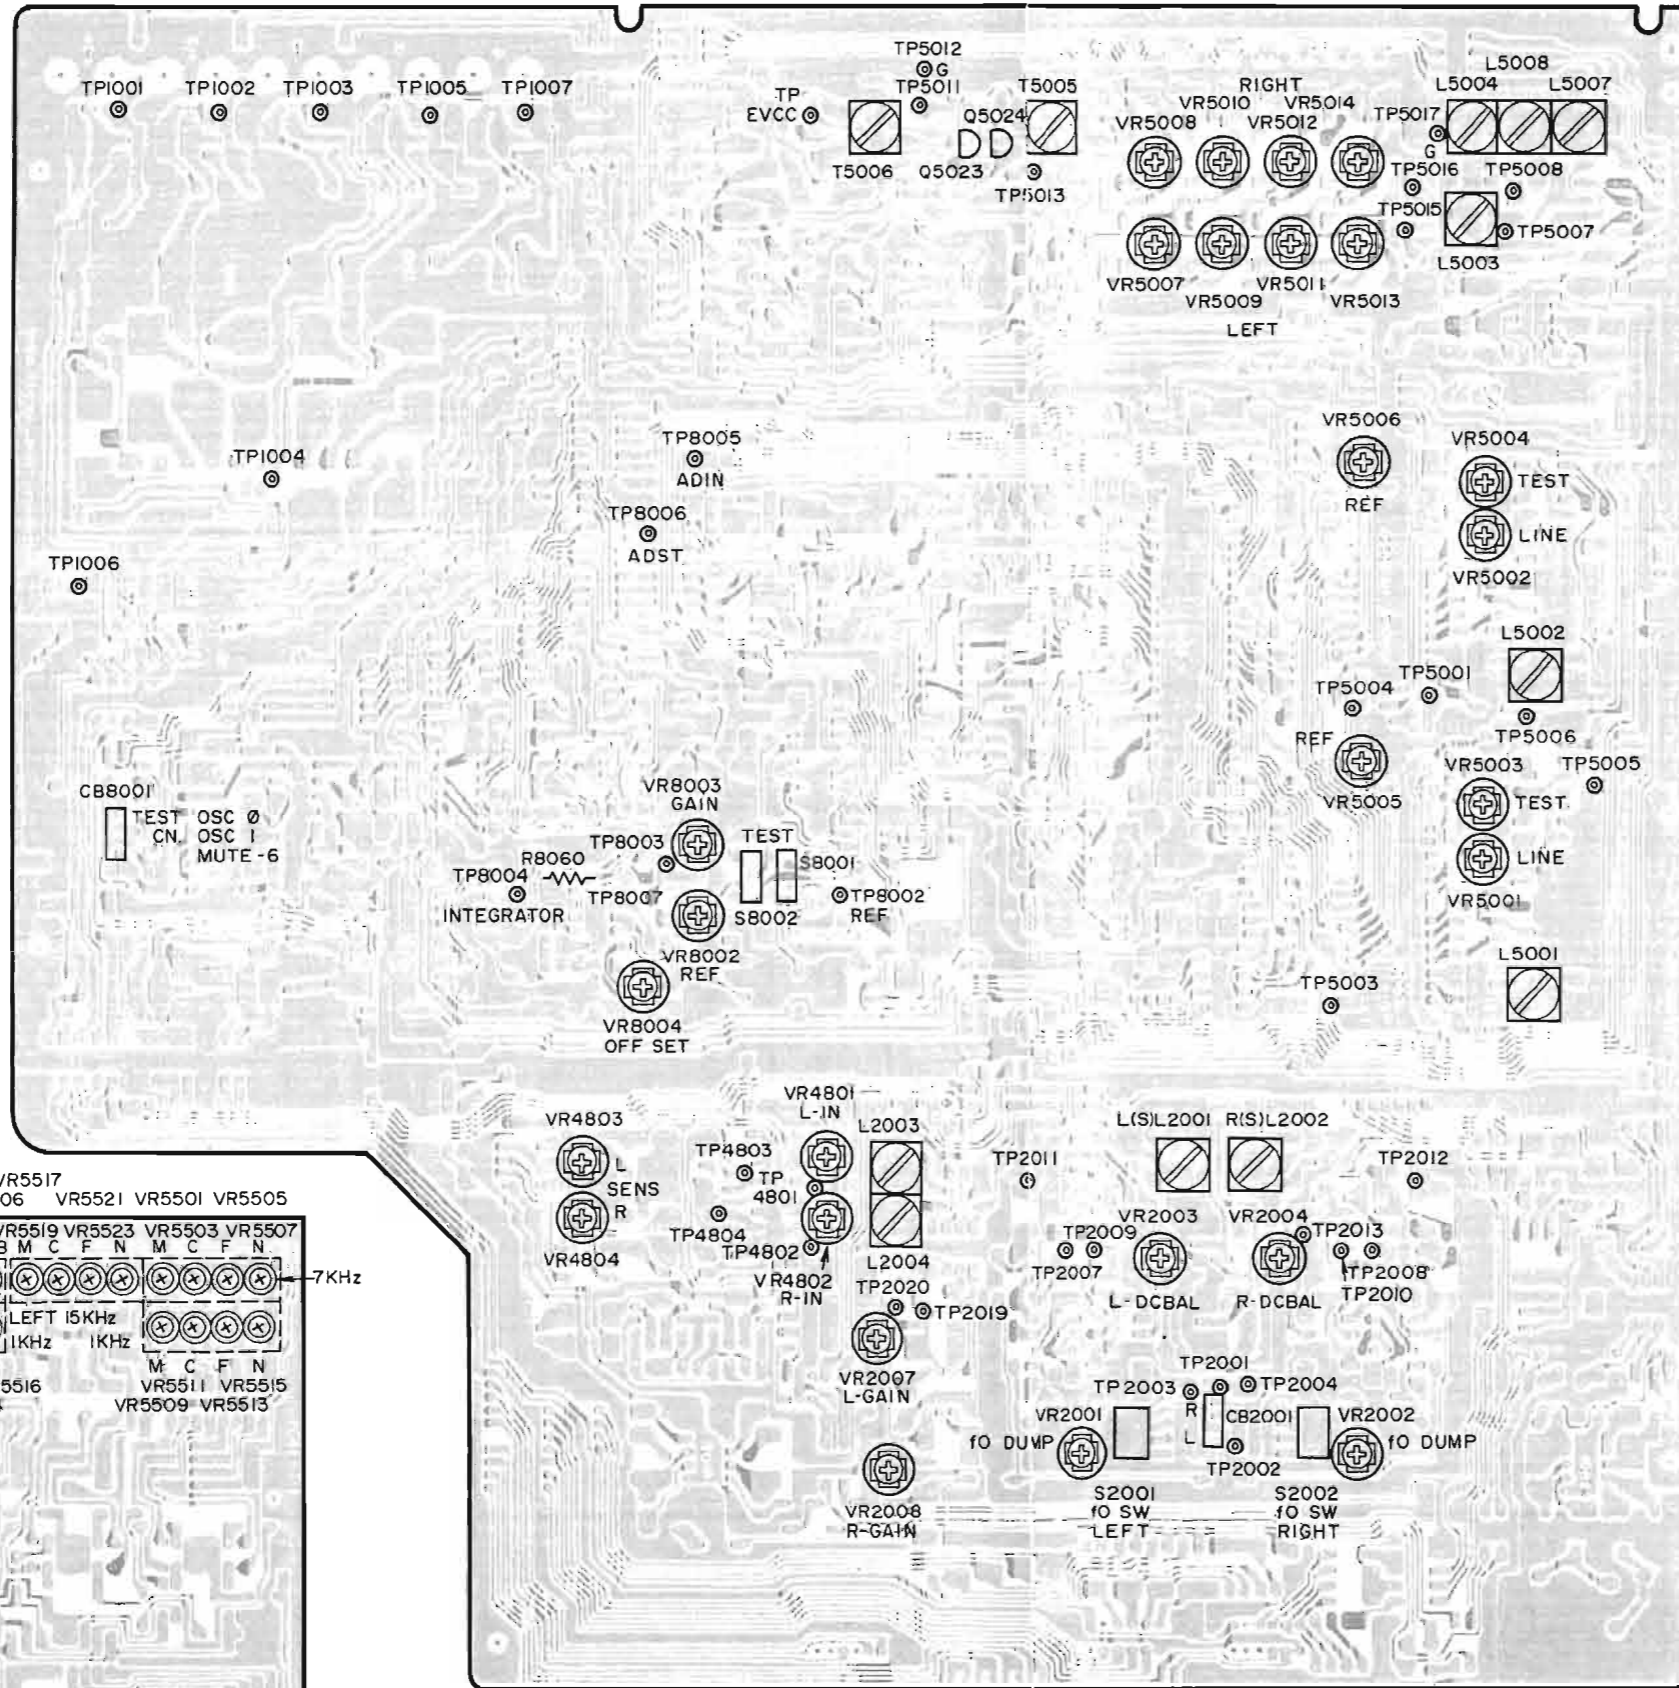 TP5012
G
TP1001 TP1002 TP1003 TP1005 TP1007
TP
EVCC
TP5011
T5005
Q5024
T5006
Q5023
TP5013
RIGHT
VR5010 VR5014
VR5008 VR5012
L5008
L5004 L5007
TP5017
G
TP5016
TP5008
TP5015
TP5007
L5003
VR5007 VR5011
VR5009 VR5013
LEFT
TP1004
TP8005
ADIN
TP8006
ADST
TP1006
VR5006
REF
VR5004
TEST
LINE
VR5002
L5002
TP5001
TP5004
TP5006
REF
VR5005
VR5003
TP5005
TEST
LINE
VR5001
CB8001
TEST OSC 0
CN. OSC 1
MUTE-6
VR8003
GAIN
TP8003
TEST
S8001
R8060
TP8004
INTEGRATOR
TP8007
S8002
TP8002
REF
VR8002
REF
VR8004
OFF SET
L5001
TP5003
VR4801
L-IN
VR4803
L
SENS
R
VR4804
TP4803
TP
4801
L2003
TP4804
TP4802
L2004
VR4802
R-IN
TP2020
TP2019
VR2007
L-GAIN
VR2008
R-GAIN
TP2011
L(S)L2001 R(S)L2002
TP2012
VR2003 VR2004
TP2013
TP2009
TP2007
TP2008
TP2010
L-DCBAL R-DCBAL
TP2001
TP2003
TP2004
VR2001
R
CB2001
L
VR2002
fO DUMP
fO DUMP
TP2002
S2001
fO SW
LEFT
S2002
fO SW
RIGHT
VR5517
06 VR5521 VR5501 VR5505
VR5519 VR5523 VR5503 VR5507
B M C F N M C F N
7KHz
LEFT 15KHz
1KHz 1KHz
M C F N
5516
VR5511 VR5515
VR5509 VR5513